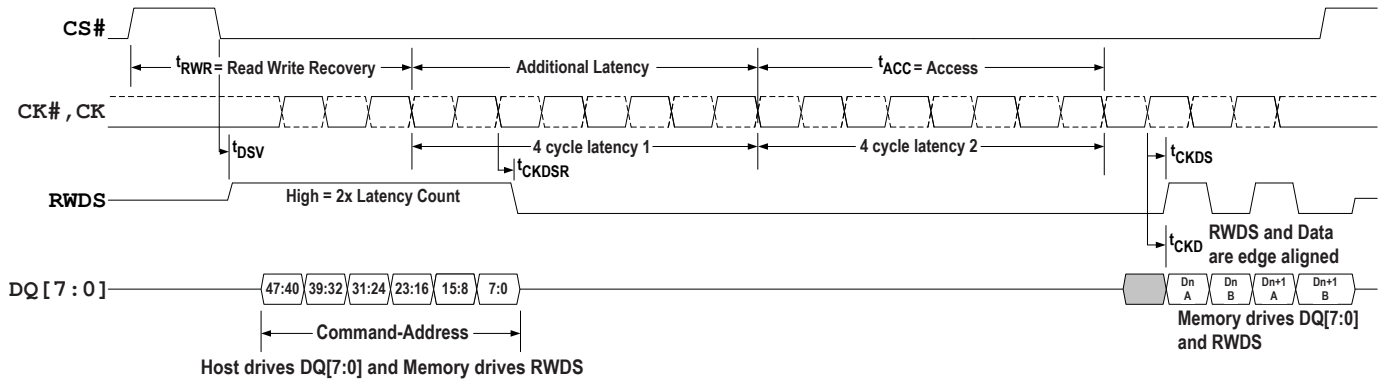 CS#
tRWR = Read Write Recovery
Additional Latency
tACC = Access
CK#,CK
tDSV
4 cycle latency 1
4 cycle latency 2
tCKDSR
tCKDS
RWDS
High = 2x Latency Count
tCKD
RWDS and Data
are edge aligned
DQ[7:0]
47:40 39:32 31:24 23:16 15:8 7:0
Dn A Dn B Dn+1 A Dn+1 B
Command-Address
Memory drives DQ[7:0]
and RWDS
Host drives DQ[7:0] and Memory drives RWDS